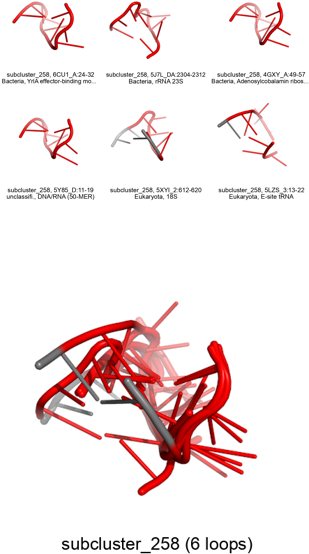 subcluster_258, 6CU1_A:24-32
Bacteria, YrlA effector-binding mo...
subcluster_258, 5J7L_DA:2304-2312
Bacteria, rRNA 23S
subcluster_258, 4GXY_A:49-57
Bacteria, Adenosylcobalamin ribos...
subcluster_258, 5Y85_D:11-19
unclassifi., DNA/RNA (50-MER)
subcluster_258, 5XYI_2:612-620
Eukaryota, 18S
subcluster_258, 5LZS_3:13-22
Eukaryota, E-site tRNA
subcluster_258 (6 loops)